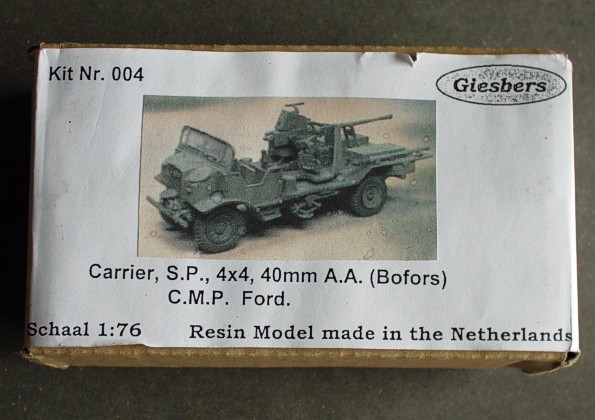 Kit Nr. 004
Giesbers
Carrier, S.P., 4x4, 40mm A.A. (Bofors)
C.M.P. Ford.
Schaal 1:76 Resin Model made in the Netherlands